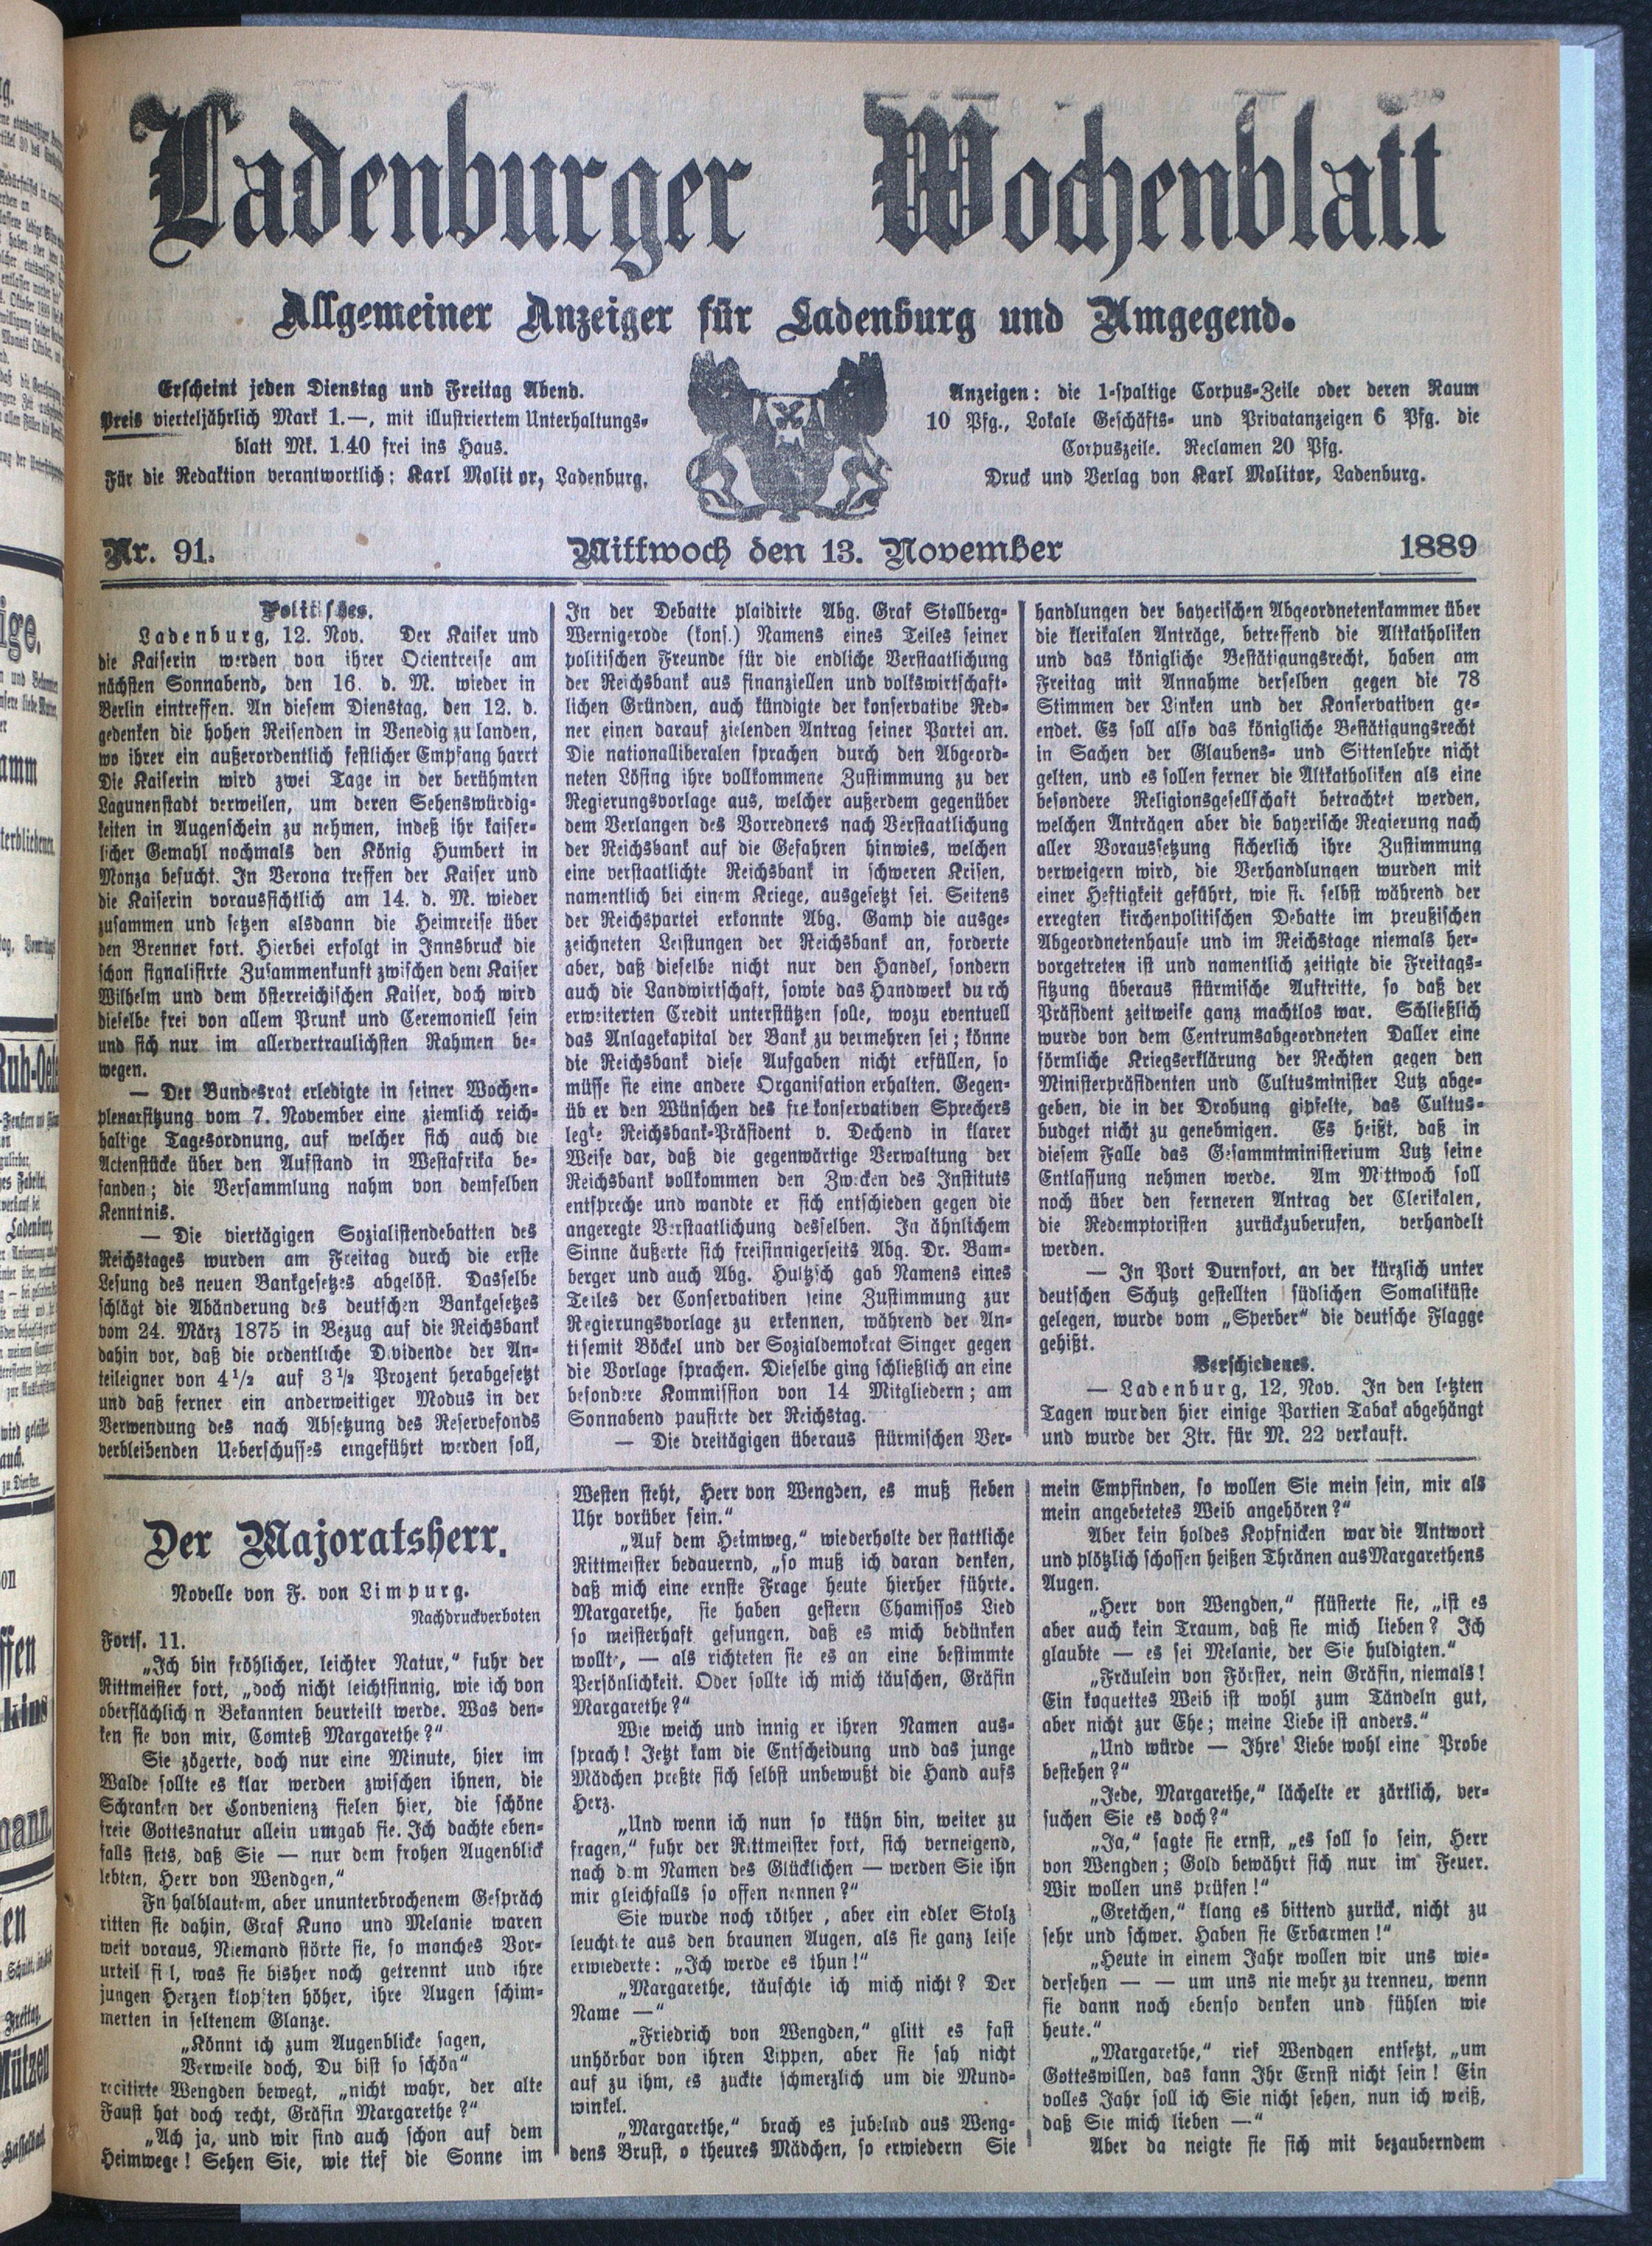 Ladenburger Wochenblatt
Allgemeiner Anzeiger für Ladenburg und Umgegend.
Erscheint jeden Dienstag und Freitag Abend.
Preis vierteljährlich Mark 1.—, mit illustriertem Unterhaltungs-
blatt Mk. 1.40 frei ins Haus.
Für die Redaktion verantwortlich: Karl Molitor, Ladenburg.
Anzeigen: die 1-spaltige Corpus-Zeile oder deren Raum
10 Pfg., Lokale Geschäfts- und Privatanzeigen 6 Pfg. die
Corpuszeile. Reclamen 20 Pfg.
Druck und Verlag von Karl Molitor, Ladenburg.
Nr. 91. Mittwoch den 13. November 1889
Politisches.
Ladenburg, 12. Nov. Der Kaiser und
die Kaiserin werden von ihrer Orientreise am
nächsten Sonnabend, den 16. d. M. wieder in
Berlin eintreffen. An diesem Dienstag, den 12. d.
gedenken die hohen Reisenden in Venedig zu landen,
wo ihrer ein außerordentlich festlicher Empfang harrt
Die Kaiserin wird zwei Tage in der berühmten
Lagunenstadt verweilen, um deren Sehenswürdig-
keiten in Augenschein zu nehmen, indeß ihr kaiser-
licher Gemahl nochmals den König Humbert in
Monza besucht. In Verona treffen der Kaiser und
die Kaiserin voraussichtlich am 14. d. M. wieder
zusammen und setzen alsdann die Heimreise über
den Brenner fort. Hierbei erfolgt in Innsbruck die
schon signalisirte Zusammenkunft zwischen dem Kaiser
Wilhelm und dem österreichischen Kaiser, doch wird
dieselbe frei von allem Prunk und Ceremoniell sein
und sich nur im allervertraulichsten Rahmen be-
wegen.
— Der Bundesrat erledigte in seiner Wochen-
plenarsitzung vom 7. November eine ziemlich reich-
haltige Tagesordnung, auf welcher sich auch die
Actenstücke über den Aufstand in Westafrika be-
fanden; die Versammlung nahm von demselben
Kenntnis.
— Die viertägigen Sozialistendebatten des
Reichstages wurden am Freitag durch die erste
Lesung des neuen Bankgesetzes abgelöst. Dasselbe
schlägt die Abänderung des deutschen Bankgesetzes
vom 24. März 1875 in Bezug auf die Reichsbank
dahin vor, daß die ordentliche Dividende der An-
teileigner von 4½ auf 3½ Prozent herabgesetzt
und daß ferner ein anderweitiger Modus in der
Verwendung des nach Absetzung des Reservefonds
verbleibenden Ueberschusses eingeführt werden soll,
In der Debatte plaidirte Abg. Graf Stollberg-
Wernigerode (kons.) Namens eines Teiles seiner
politischen Freunde für die endliche Verstaatlichung
der Reichsbank aus finanziellen und volkswirtschaft-
lichen Gründen, auch kündigte der konservative Red-
ner einen darauf zielenden Antrag seiner Partei an.
Die nationalliberalen sprachen durch den Abgeord-
neten Lösing ihre vollkommene Zustimmung zu der
Regierungsvorlage aus, welcher außerdem gegenüber
dem Verlangen des Vorredners nach Verstaatlichung
der Reichsbank auf die Gefahren hinwies, welchen
eine verstaatlichte Reichsbank in schweren Krisen,
namentlich bei einem Kriege, ausgesetzt sei. Seitens
der Reichspartei erkannte Abg. Gamp die ausge-
zeichneten Leistungen der Reichsbank an, forderte
aber, daß dieselbe nicht nur den Handel, sondern
auch die Landwirtschaft, sowie das Handwerk durch
erweiterten Credit unterstützen solle, wozu eventuell
das Anlagekapital der Bank zu vermehren sei; könne
die Reichsbank diese Aufgaben nicht erfüllen, so
müsse sie eine andere Organisation erhalten. Gegen-
über den Wünschen des freikonservativen Sprechers
legte Reichsbank-Präsident v. Dechend in klarer
Weise dar, daß die gegenwärtige Verwaltung der
Reichsbank vollkommen den Zwecken des Instituts
entspreche und wandte er sich entschieden gegen die
angeregte Verstaatlichung desselben. In ähnlichem
Sinne äußerte sich freisinnigerseits Abg. Dr. Bam-
berger und auch Abg. Hultzsch gab Namens eines
Teiles der Conservativen seine Zustimmung zur
Regierungsvorlage zu erkennen, während der An-
tisemit Böckel und der Sozialdemokrat Singer gegen
die Vorlage sprachen. Dieselbe ging schließlich an eine
besondere Kommission von 14 Mitgliedern; am
Sonnabend pausirte der Reichstag.
— Die dreitägigen überaus stürmischen Ver-
handlungen der bayerischen Abgeordnetenkammer über
die klerikalen Anträge, betreffend die Altkatholiken
und das königliche Bestätigungsrecht, haben am
Freitag mit Annahme derselben gegen die 78
Stimmen der Linken und der Konservativen ge-
endet. Es soll also das königliche Bestätigungsrecht
in Sachen der Glaubens- und Sittenlehre nicht
gelten, und es sollen ferner die Altkatholiken als eine
besondere Religionsgesellschaft betrachtet werden,
welchen Anträgen aber die bayerische Regierung nach
aller Voraussetzung sicherlich ihre Zustimmung
verweigern wird, die Verhandlungen wurden mit
einer Heftigkeit geführt, wie sie selbst während der
erregten kirchenpolitischen Debatte im preußischen
Abgeordnetenhause und im Reichstage niemals her-
vorgetreten ist und namentlich zeitigte die Freitags-
sitzung überaus stürmische Auftritte, so daß der
Präsident zeitweise ganz machtlos war. Schließlich
wurde von dem Centrumsabgeordneten Daller eine
förmliche Kriegserklärung der Rechten gegen den
Ministerpräsidenten und Cultusminister Lutz abge-
geben, die in der Drohung gipfelte, das Cultus-
budget nicht zu genehmigen. Es heißt, daß in
diesem Falle das Gesammtministerium Lutz seine
Entlassung nehmen werde. Am Mittwoch soll
noch über den ferneren Antrag der Clerikalen,
die Redemptoristen zurückzuberufen, verhandelt
werden.
— In Port Durnfort, an der kürzlich unter
deutschen Schutz gestellten südlichen Somaliküste
gelegen, wurde vom „Sperber“ die deutsche Flagge
gehißt.
Verschiedenes.
— Ladenburg, 12, Nov. In den letzten
Tagen wurden hier einige Partien Tabak abgehängt
und wurde der Ztr. für M. 22 verkauft.
Der Majoratsherr.
Novelle von F. von Limpurg.
Nachdruckverboten
Forts. 11.
„Ich bin fröhlicher, leichter Natur,“ fuhr der
Rittmeister fort, „doch nicht leichtsinnig, wie ich von
oberflächlich n Bekannten beurteilt werde. Was den-
ken sie von mir, Comteß Margarethe?“
Sie zögerte, doch nur eine Minute, hier im
Walde sollte es klar werden zwischen ihnen, die
Schranken der Convenienz fielen hier, die schöne
freie Gottesnatur allein umgab sie. Ich dachte eben-
falls stets, daß Sie — nur dem frohen Augenblick
lebten, Herr von Wendgen,“
Fn halblautem, aber ununterbrochenem Gespräch
ritten sie dahin, Graf Kuno und Melanie waren
weit voraus, Niemand störte sie, so manches Vor-
urteil fi l, was sie bisher noch getrennt und ihre
jungen Herzen klopften höher, ihre Augen schim-
merten in seltenem Glanze.
„Könnt ich zum Augenblicke sagen,
Verweile doch, Du bist so schön“
recitirte Wengden bewegt, „nicht wahr, der alte
Faust hat doch recht, Gräfin Margarethe?“
„Ach ja, und wir sind auch schon auf dem
Heimwege! Sehen Sie, wie tief die Sonne im
Westen steht, Herr von Wengden, es muß sieben
Uhr vorüber sein.“
„Auf dem Heimweg,“ wiederholte der stattliche
Rittmeister bedauernd, „so muß ich daran denken,
daß mich eine ernste Frage heute hierher führte.
Margarethe, sie haben gestern Chamissos Lied
so meisterhaft gesungen, daß es mich bedünken
wollte, — als richteten sie es an eine bestimmte
Persönlichkeit. Oder sollte ich mich täuschen, Gräfin
Margarethe?“
Wie weich und innig er ihren Namen aus-
sprach! Jetzt kam die Entscheidung und das junge
Mädchen preßte sich selbst unbewußt die Hand aufs
Herz.
„Und wenn ich nun so kühn bin, weiter zu
fragen,“ fuhr der Rittmeister fort, sich verneigend,
nach dem Namen des Glücklichen — werden Sie ihn
mir gleichfalls so offen nennen?“
Sie wurde noch röther , aber ein edler Stolz
leuchtete aus den braunen Augen, als sie ganz leise
erwiederte: „Ich werde es thun!“
„Margarethe, täuschte ich mich nicht? Der
Name —“
„Friedrich von Wengden,“ glitt es fast
unhörbar von ihren Lippen, aber sie sah nicht
auf zu ihm, es zuckte schmerzlich um die Mund-
winkel.
„Margarethe,“ brach es jubelnd aus Weng-
dens Brust, o theures Mädchen, so erwiedern Sie
mein Empfinden, so wollen Sie mein sein, mir als
mein angebetetes Weib angehören?“
Aber kein holdes Kopfnicken war die Antwort
und plötzlich schossen heißen Thränen aus Margarethens
Augen.
„Herr von Wengden,“ flüsterte sie, „ist es
aber auch kein Traum, daß sie mich lieben? Ich
glaubte — es sei Melanie, der Sie huldigten.“
„Fräulein von Förster, nein Gräfin, niemals!
Ein koquettes Weib ist wohl zum Tändeln gut,
aber nicht zur Ehe; meine Liebe ist anders.“
„Und würde — Ihre Liebe wohl eine Probe
bestehen?“
„Jede, Margarethe,“ lächelte er zärtlich, ver-
suchen Sie es doch?“
„Ja,“ sagte sie ernst, „es soll so sein, Herr
von Wengden; Gold bewährt sich nur im Feuer.
Wir wollen uns prüfen!“
„Gretchen,“ klang es bittend zurück, nicht zu
sehr und schwer. Haben sie Erbarmen!“
„Heute in einem Jahr wollen wir uns wie-
dersehen — — um uns nie mehr zu trenneu, wenn
sie dann noch ebenso denken und fühlen wie
heute.“
„Margarethe,“ rief Wendgen entsetzt, „um
Gotteswillen, das kann Ihr Ernst nicht sein! Ein
volles Jahr soll ich Sie nicht sehen, nun ich weiß,
daß Sie mich lieben —“
Aber da neigte sie sich mit bezauberndem